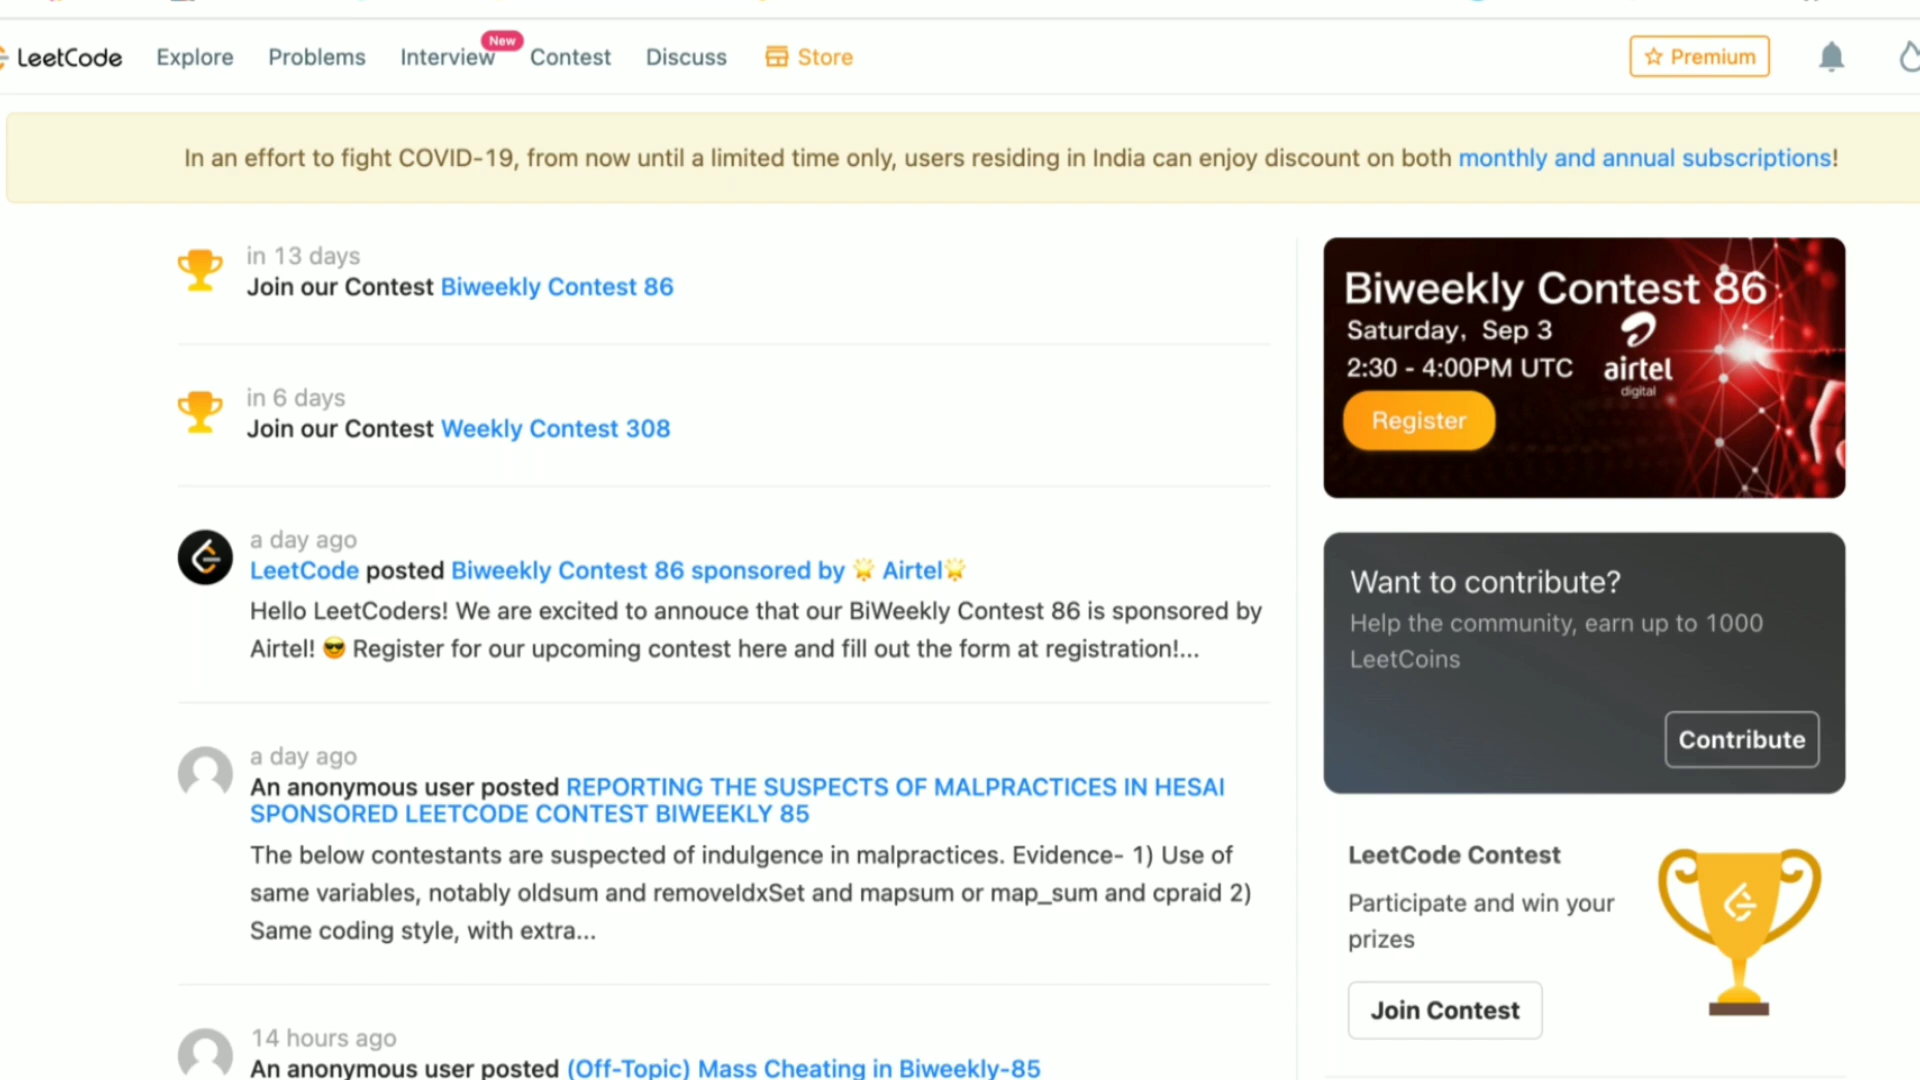 LeetCode Explore Problems Interview New Contest Discuss Store Premium
In an effort to fight COVID-19, from now until a limited time only, users residing in India can enjoy discount on both monthly and annual subscriptions!
in 13 days
Join our Contest Biweekly Contest 86
in 6 days
Join our Contest Weekly Contest 308
a day ago
LeetCode posted Biweekly Contest 86 sponsored by 🌟 Airtel🌟
Hello LeetCoders! We are excited to annouce that our BiWeekly Contest 86 is sponsored by
Airtel! 😎 Register for our upcoming contest here and fill out the form at registration!...
a day ago
An anonymous user posted REPORTING THE SUSPECTS OF MALPRACTICES IN HESAI
SPONSORED LEETCODE CONTEST BIWEEKLY 85
The below contestants are suspected of indulgence in malpractices. Evidence- 1) Use of
same variables, notably oldsum and removeIdxSet and mapsum or map_sum and cpraid 2)
Same coding style, with extra...
14 hours ago
An anonymous user posted (Off-Topic) Mass Cheating in Biweekly-85
Biweekly Contest 86
Saturday, Sep 3
2:30 - 4:00PM UTC
airtel
digital
Register
Want to contribute?
Help the community, earn up to 1000
LeetCoins
Contribute
LeetCode Contest
Participate and win your
prizes
Join Contest